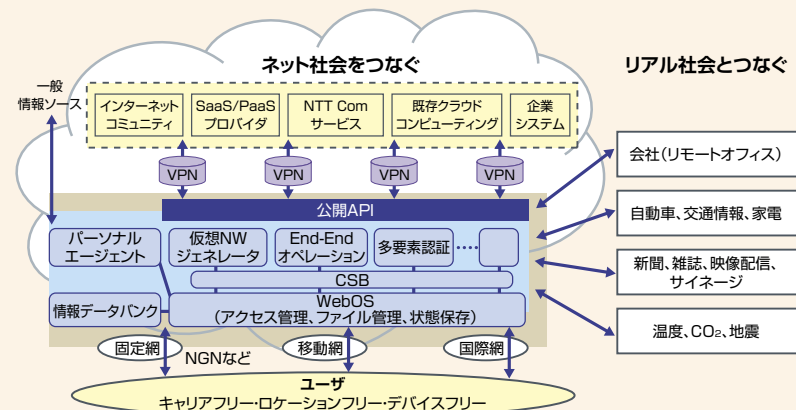 ネット社会をつなぐ
リアル社会とつなぐ
一般
情報ソース
インターネット
コミュニティ
SaaS/PaaS
プロバイダ
NTT Com
サービス
既存クラウド
コンピューティング
企業
システム
VPN
VPN
VPN
VPN
会社(リモートオフィス)
自動車、交通情報、家電
新聞、雑誌、映像配信、
サイネージ
温度、CO₂、地震
公開API
パーソナル
エージェント
仮想NW
ジェネレータ
End-End
オペレーション
多要素認証
····
CSB
情報データバンク
WebOS
(アクセス管理、ファイル管理、状態保存)
固定網
NGNなど
移動網
国際網
ユーザ
キャリアフリー・ロケーションフリー・デバイスフリー